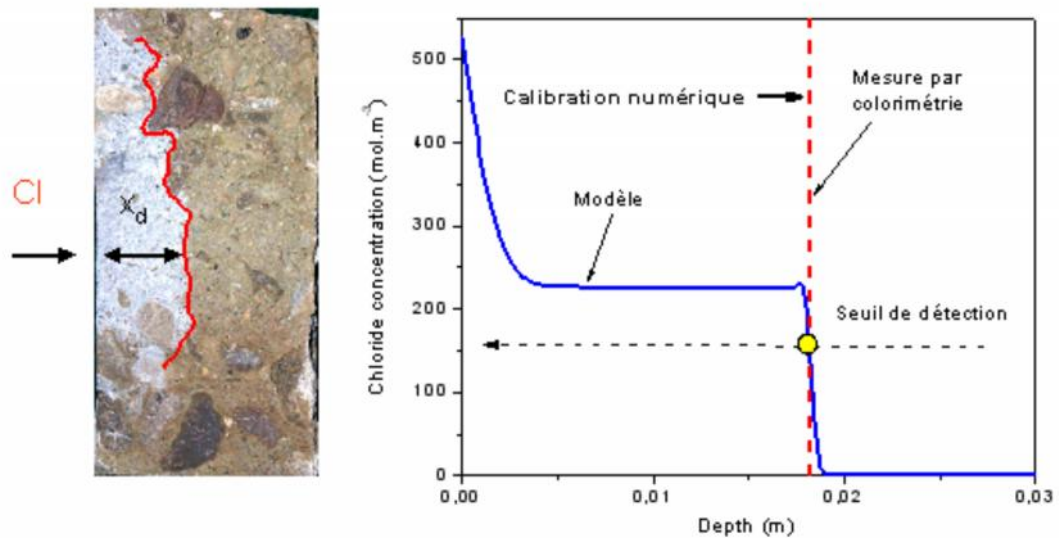 Cl
x_d
500
400
300
200
100
0
Chloride concentration (mol.m⁻³)
Calibration numérique
Mesure par
colorimétrie
Modèle
Seuil de détection
0,00
0,01
0,02
0,03
Depth (m)